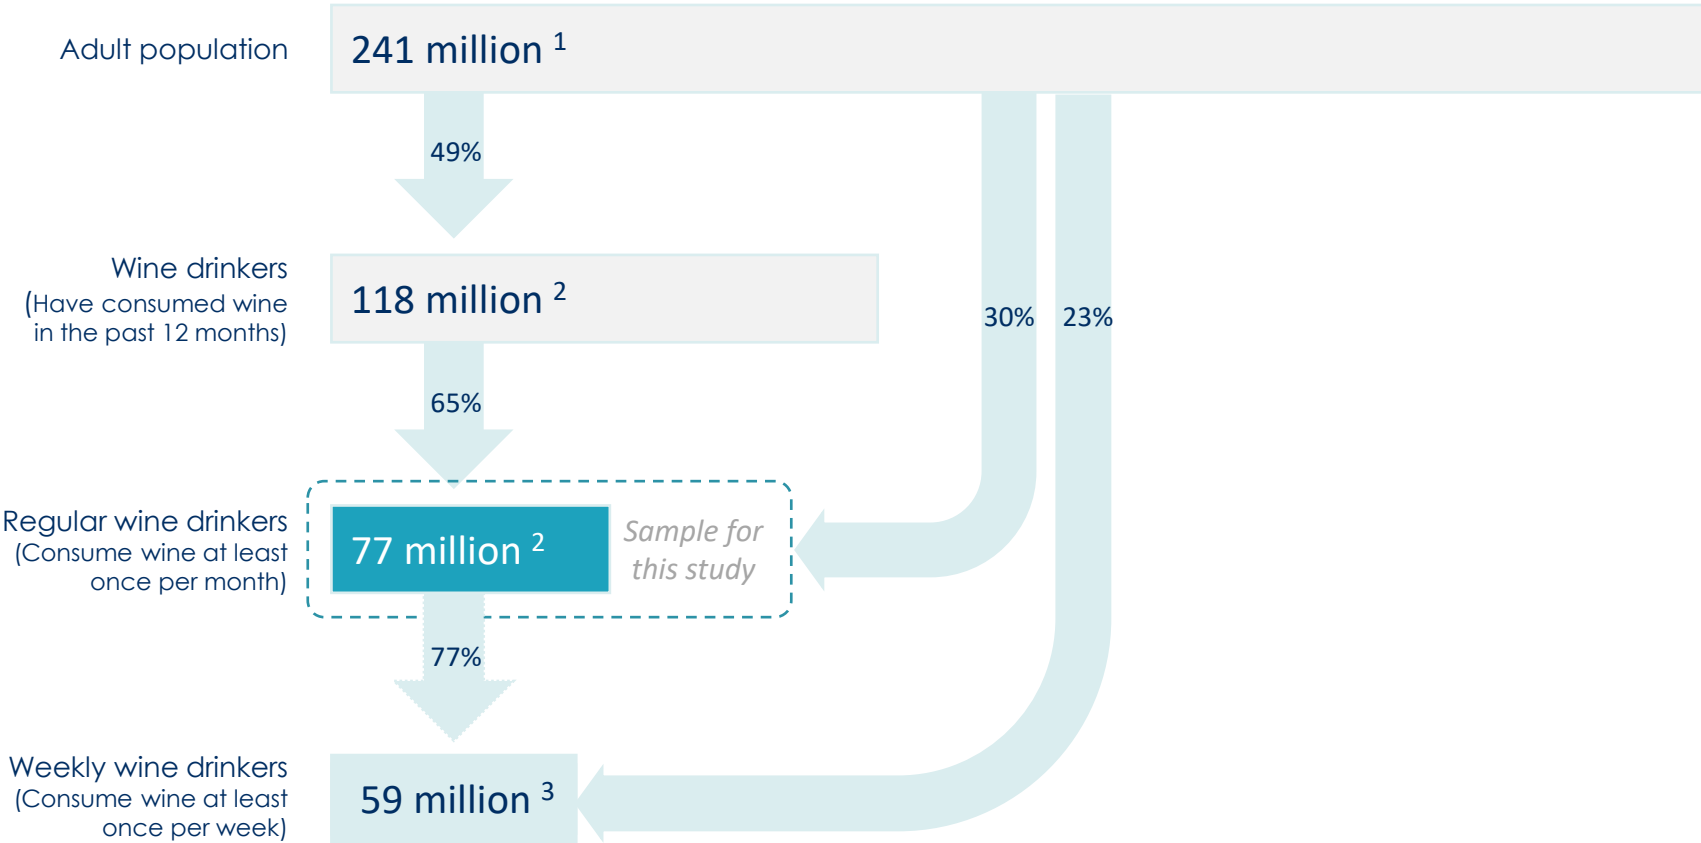 Adult population
241 million ¹
49%
Wine drinkers
(Have consumed wine
in the past 12 months)
118 million ²
30%
23%
65%
Regular wine drinkers
(Consume wine at least
once per month)
77 million ²
Sample for
this study
77%
Weekly wine drinkers
(Consume wine at least
once per week)
59 million ³